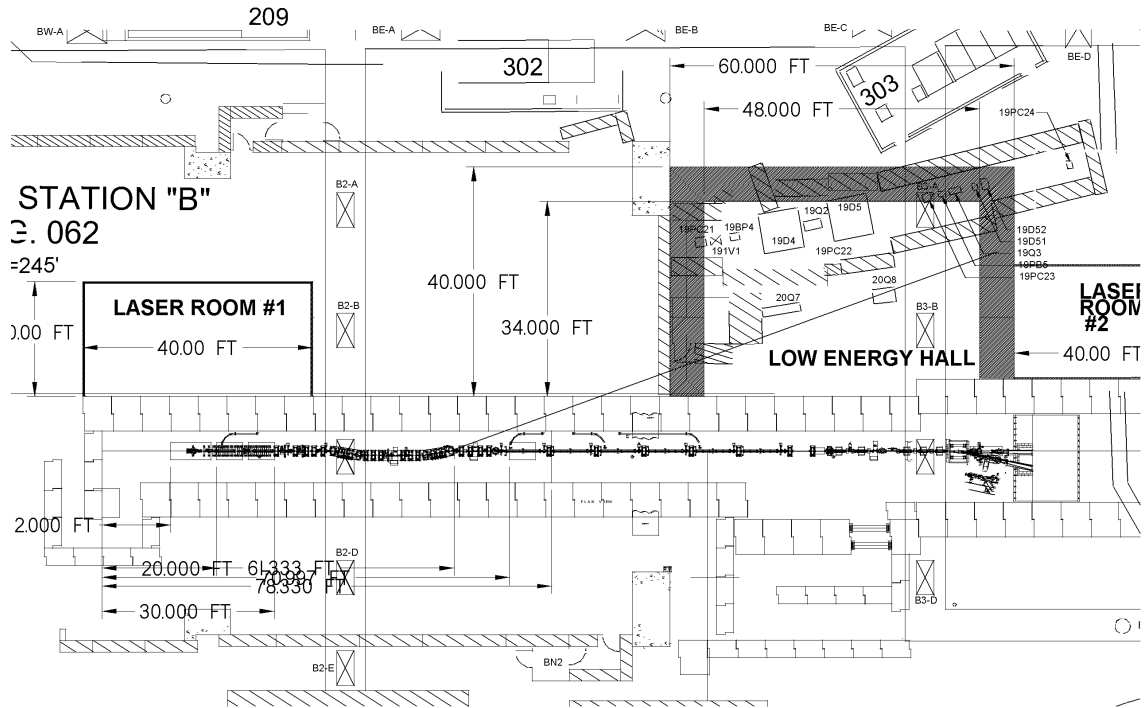 209
BW-A
BE-A
BE-B
BE-C
BE-D
302
60.000 FT
303
48.000 FT
19PC24
B2-A
B3-A
STATION "B"
G. 062
=245'
19Q2
19D5
19PC21
19BP4
191V1
19D4
19PC22
19D52
19D51
19Q3
19PB5
19PC23
40.000 FT
20Q8
20Q7
LASER ROOM #1
B2-B
B3-B
LASER
ROOM
#2
34.000 FT
40.00 FT
LOW ENERGY HALL
40.00 FT
PLAN VIEW
2.000 FT
B2-D
20.000 FT
61.333 FT
70.997 FT
78.330 FT
B3-D
30.000 FT
B2-E
BN2